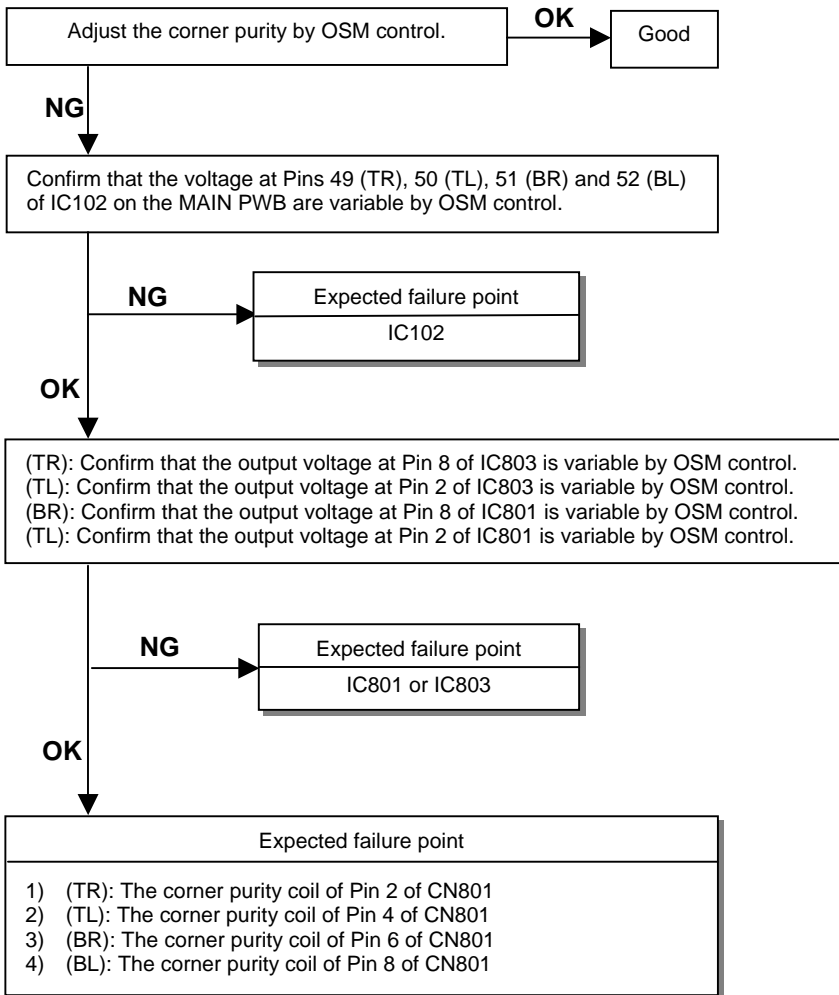 Adjust the corner purity by OSM control.
OK
Good
NG
Confirm that the voltage at Pins 49 (TR), 50 (TL), 51 (BR) and 52 (BL)
of IC102 on the MAIN PWB are variable by OSM control.
NG
Expected failure point
IC102
OK
(TR): Confirm that the output voltage at Pin 8 of IC803 is variable by OSM control.
(TL): Confirm that the output voltage at Pin 2 of IC803 is variable by OSM control.
(BR): Confirm that the output voltage at Pin 8 of IC801 is variable by OSM control.
(TL): Confirm that the output voltage at Pin 2 of IC801 is variable by OSM control.
NG
Expected failure point
IC801 or IC803
OK
Expected failure point
1) (TR): The corner purity coil of Pin 2 of CN801
2) (TL): The corner purity coil of Pin 4 of CN801
3) (BR): The corner purity coil of Pin 6 of CN801
4) (BL): The corner purity coil of Pin 8 of CN801